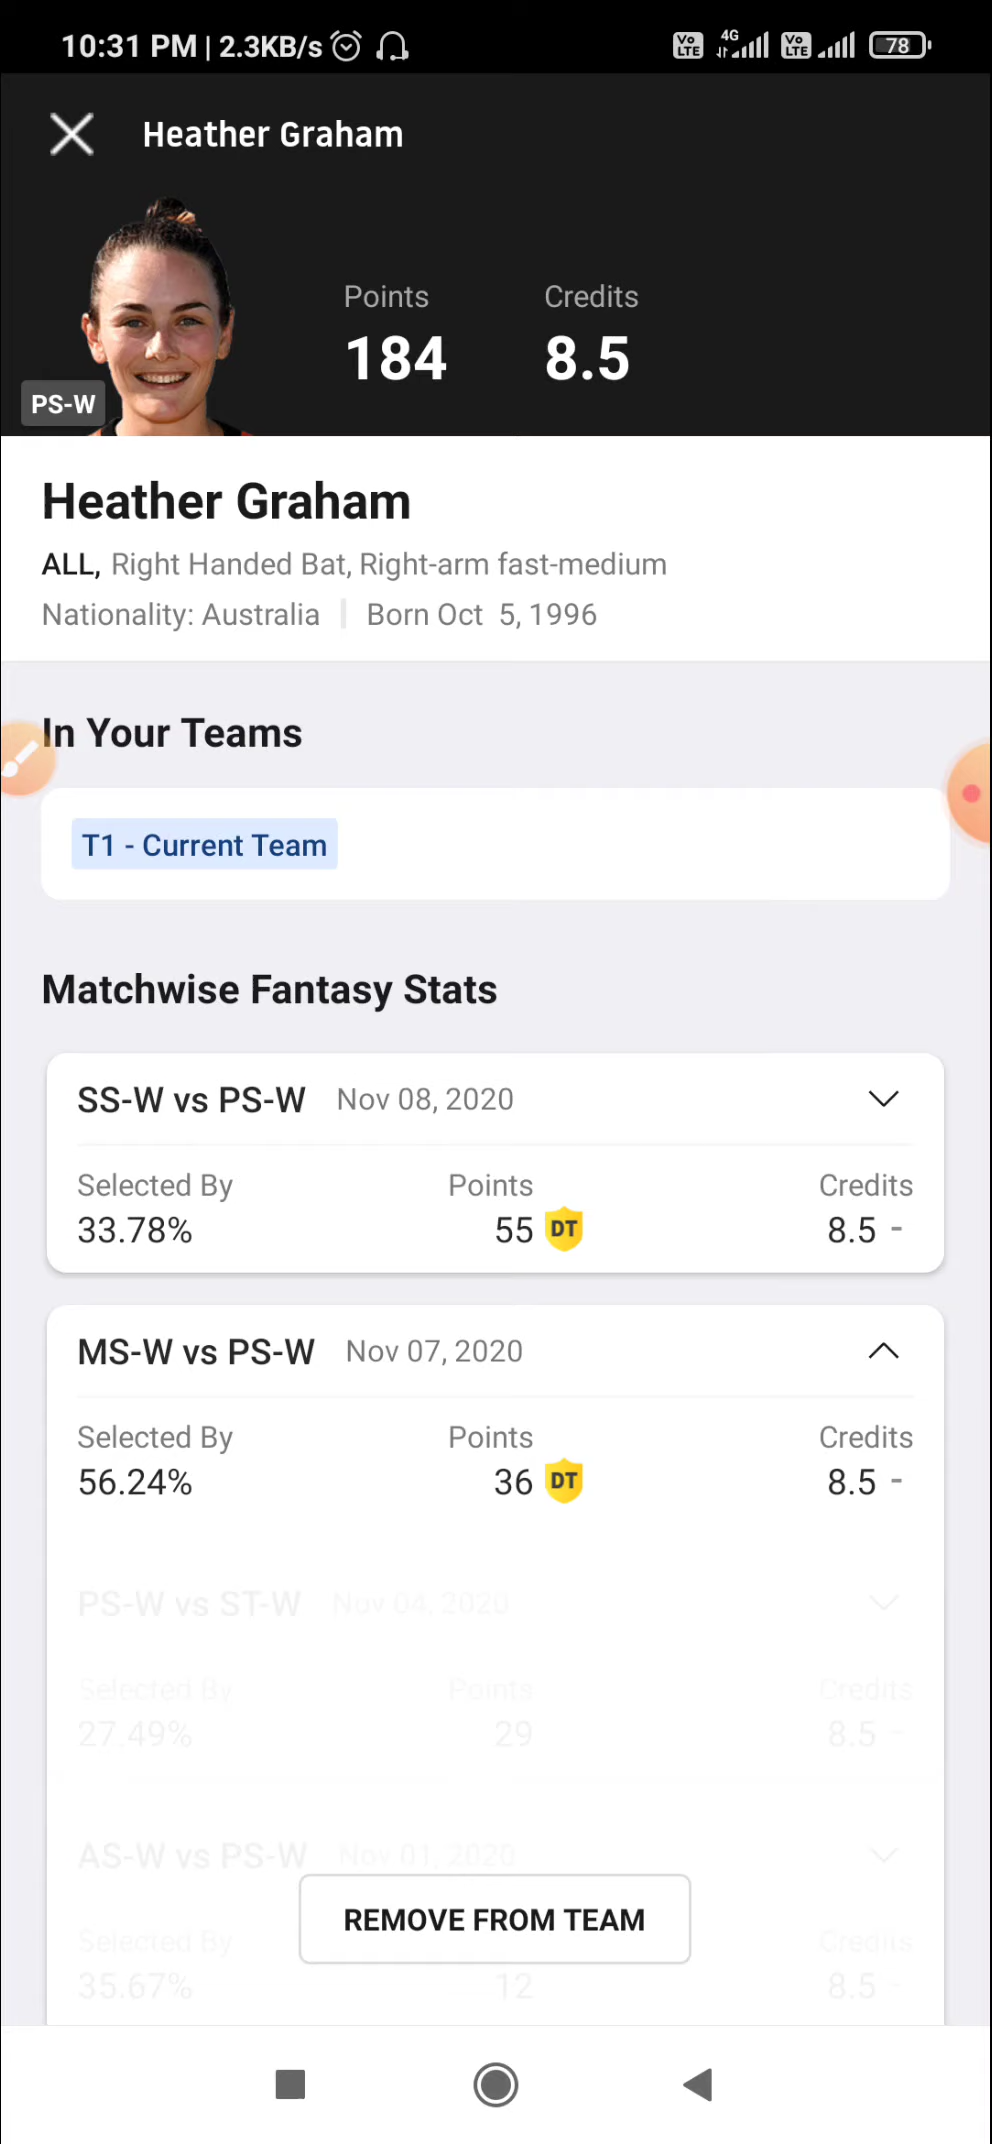 10:31 PM | 2.3KB/s
Vo LTE 4G Vo LTE 78
Heather Graham
Points Credits
184 8.5
PS-W
Heather Graham
ALL, Right Handed Bat, Right-arm fast-medium
Nationality: Australia Born Oct 5, 1996
In Your Teams
T1 - Current Team
Matchwise Fantasy Stats
SS-W vs PS-W Nov 08, 2020
Selected By Points Credits
33.78% 55 DT 8.5 -
MS-W vs PS-W Nov 07, 2020
Selected By Points Credits
56.24% 36 DT 8.5 -
PS-W vs ST-W Nov 04, 2020
Selected By Points Credits
27.49% 29 8.5 -
AS-W vs PS-W Nov 01, 2020
REMOVE FROM TEAM
Selected By Credits
35.67% 12 8.5 -